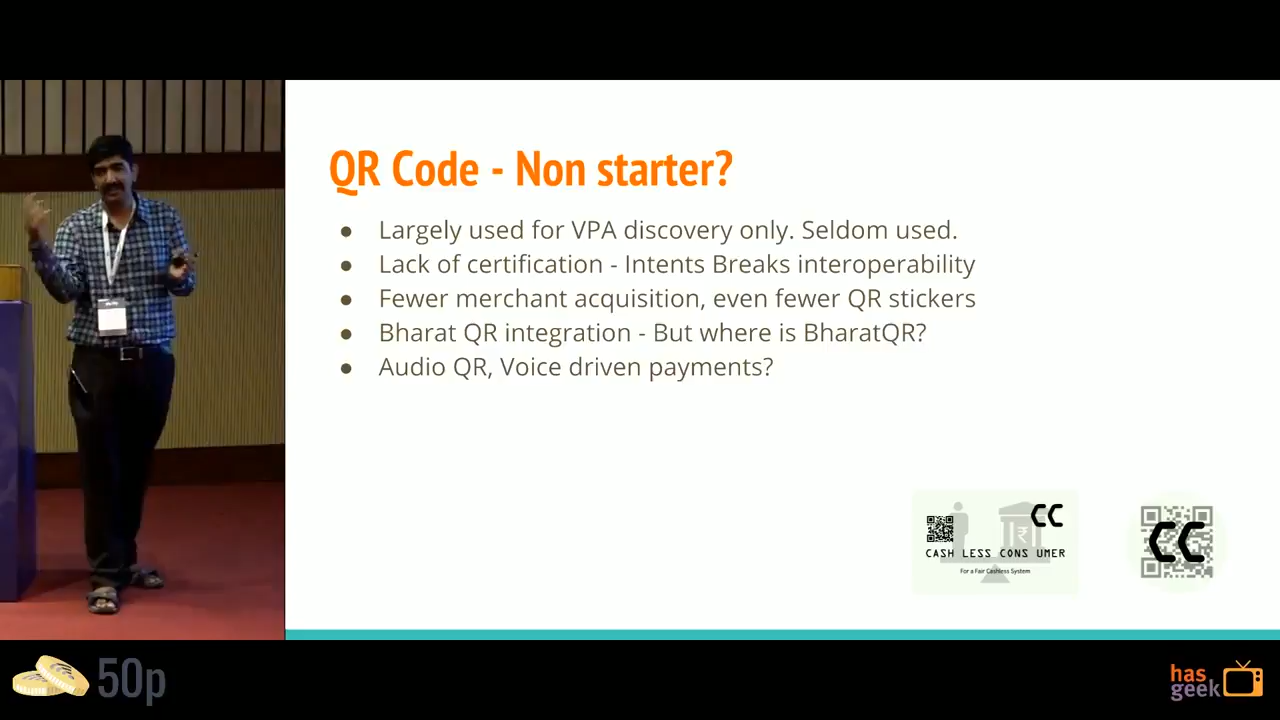 QR Code - Non starter?
● Largely used for VPA discovery only. Seldom used.
● Lack of certification - Intents Breaks interoperability
● Fewer merchant acquisition, even fewer QR stickers
● Bharat QR integration - But where is BharatQR?
● Audio QR, Voice driven payments?
CC
CASH LESS CONS UMER
For a Fair Cashless System
CC
50p
has
geek